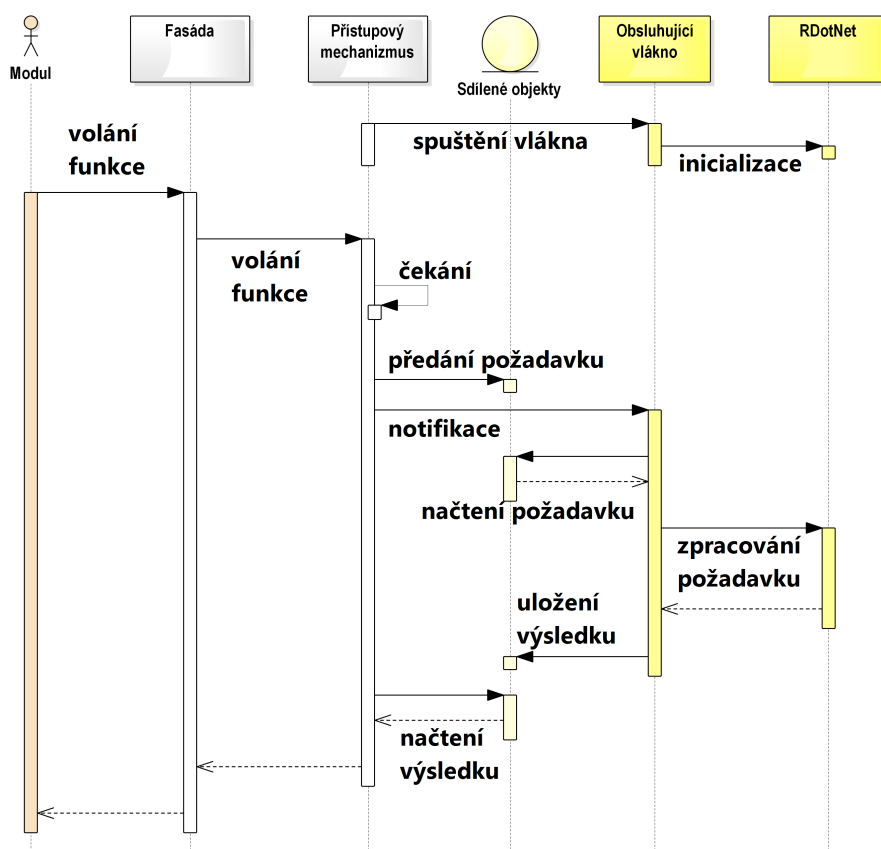 Modul
Fasáda
Přístupový
mechanizmus
Sdílené objekty
Obsluhující
vlákno
RDotNet
spuštění vlákna
inicializace
volání
funkce
volání
funkce
čekání
předání požadavku
notifikace
načtení požadavku
zpracování
požadavku
uložení
výsledku
načtení
výsledku